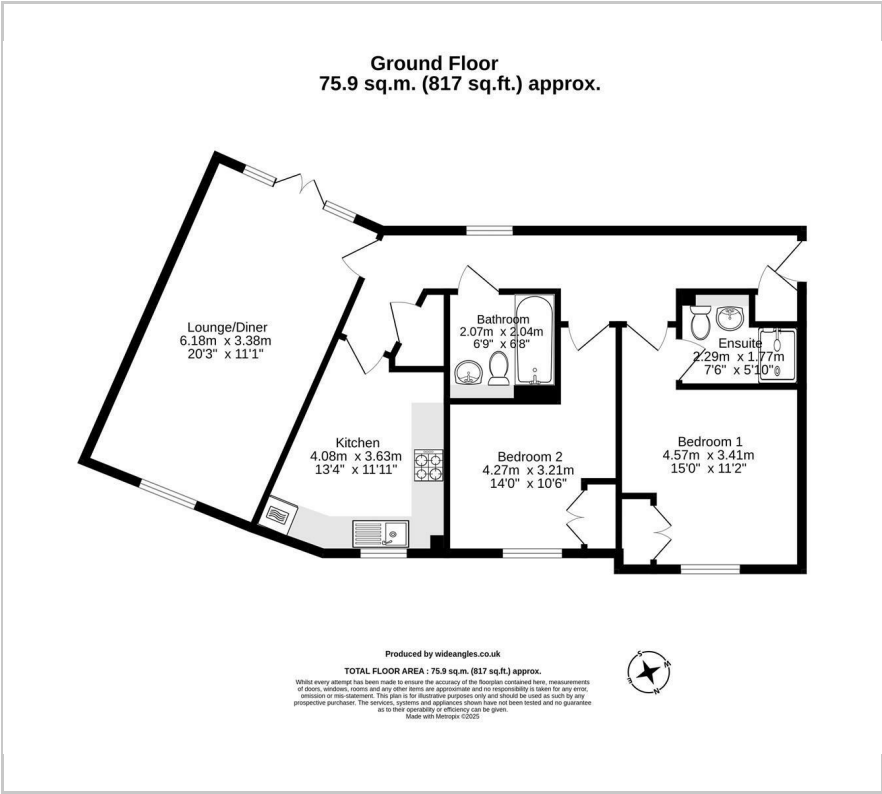 Ground Floor
75.9 sq.m. (817 sq.ft.) approx.
Lounge/Diner
6.18m x 3.38m
20'3" x 11'1"
Bathroom
2.07m x 2.04m
6'9" x 6'8"
Ensuite
2.29m x 1.77m
7'6" x 5'10"
Kitchen
4.08m x 3.63m
13'4" x 11'11"
Bedroom 2
4.27m x 3.21m
14'0" x 10'6"
Bedroom 1
4.57m x 3.41m
15'0" x 11'2"
Produced by wideangles.co.uk
TOTAL FLOOR AREA : 75.9 sq.m. (817 sq.ft.) approx.
Whilst every attempt has been made to ensure the accuracy of the floorplan contained here, measurements
of doors, windows, rooms and any other items are approximate and no responsibility is taken for any error,
omission or mis-statement. This plan is for illustrative purposes only and should be used as such by any
prospective purchaser. The services, systems and appliances shown have not been tested and no guarantee
as to their operability or efficiency can be given.
Made with Metropix ©2025
S
W
E
N